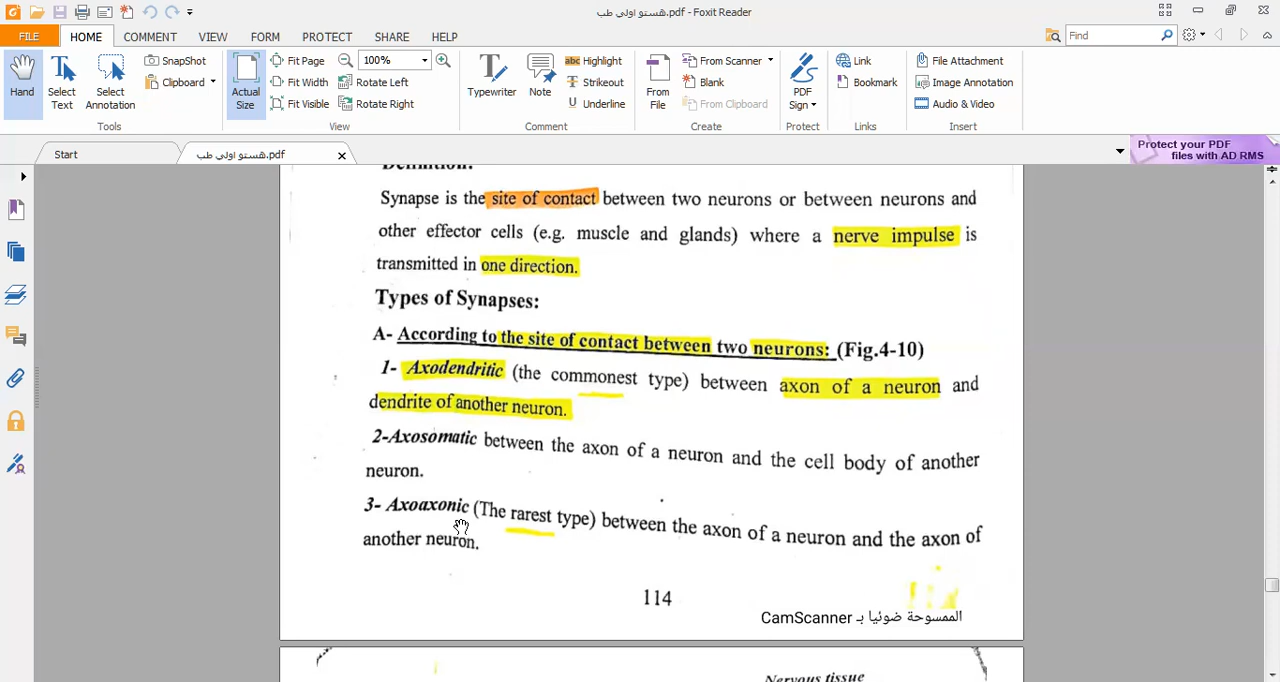 هستو اولى طب.pdf - Foxit Reader
FILE HOME COMMENT VIEW FORM PROTECT SHARE HELP
Find
Hand
Select Text
Select Annotation
SnapShot
Clipboard
Tools
Actual Size
Fit Page
Fit Width
Fit Visible
100%
Rotate Left
Rotate Right
View
Typewriter
Note
abc Highlight
Strikeout
U Underline
Comment
From File
From Scanner
Blank
From Clipboard
Create
PDF Sign
Protect
Link
Bookmark
Links
File Attachment
Image Annotation
Audio & Video
Insert
Start
هستو اولى طب.pdf
Protect your PDF
files with AD RMS
Definition:
Synapse is the site of contact between two neurons or between neurons and
other effector cells (e.g. muscle and glands) where a nerve impulse is
transmitted in one direction.
Types of Synapses:
A- According to the site of contact between two neurons: (Fig.4-10)
1- Axodendritic (the commonest type) between axon of a neuron and
dendrite of another neuron.
2-Axosomatic between the axon of a neuron and the cell body of another
neuron.
3- Axoaxonic (The rarest type) between the axon of a neuron and the axon of
another neuron.
114
الممسوحة ضوئيا بـ CamScanner
Nervous tissue